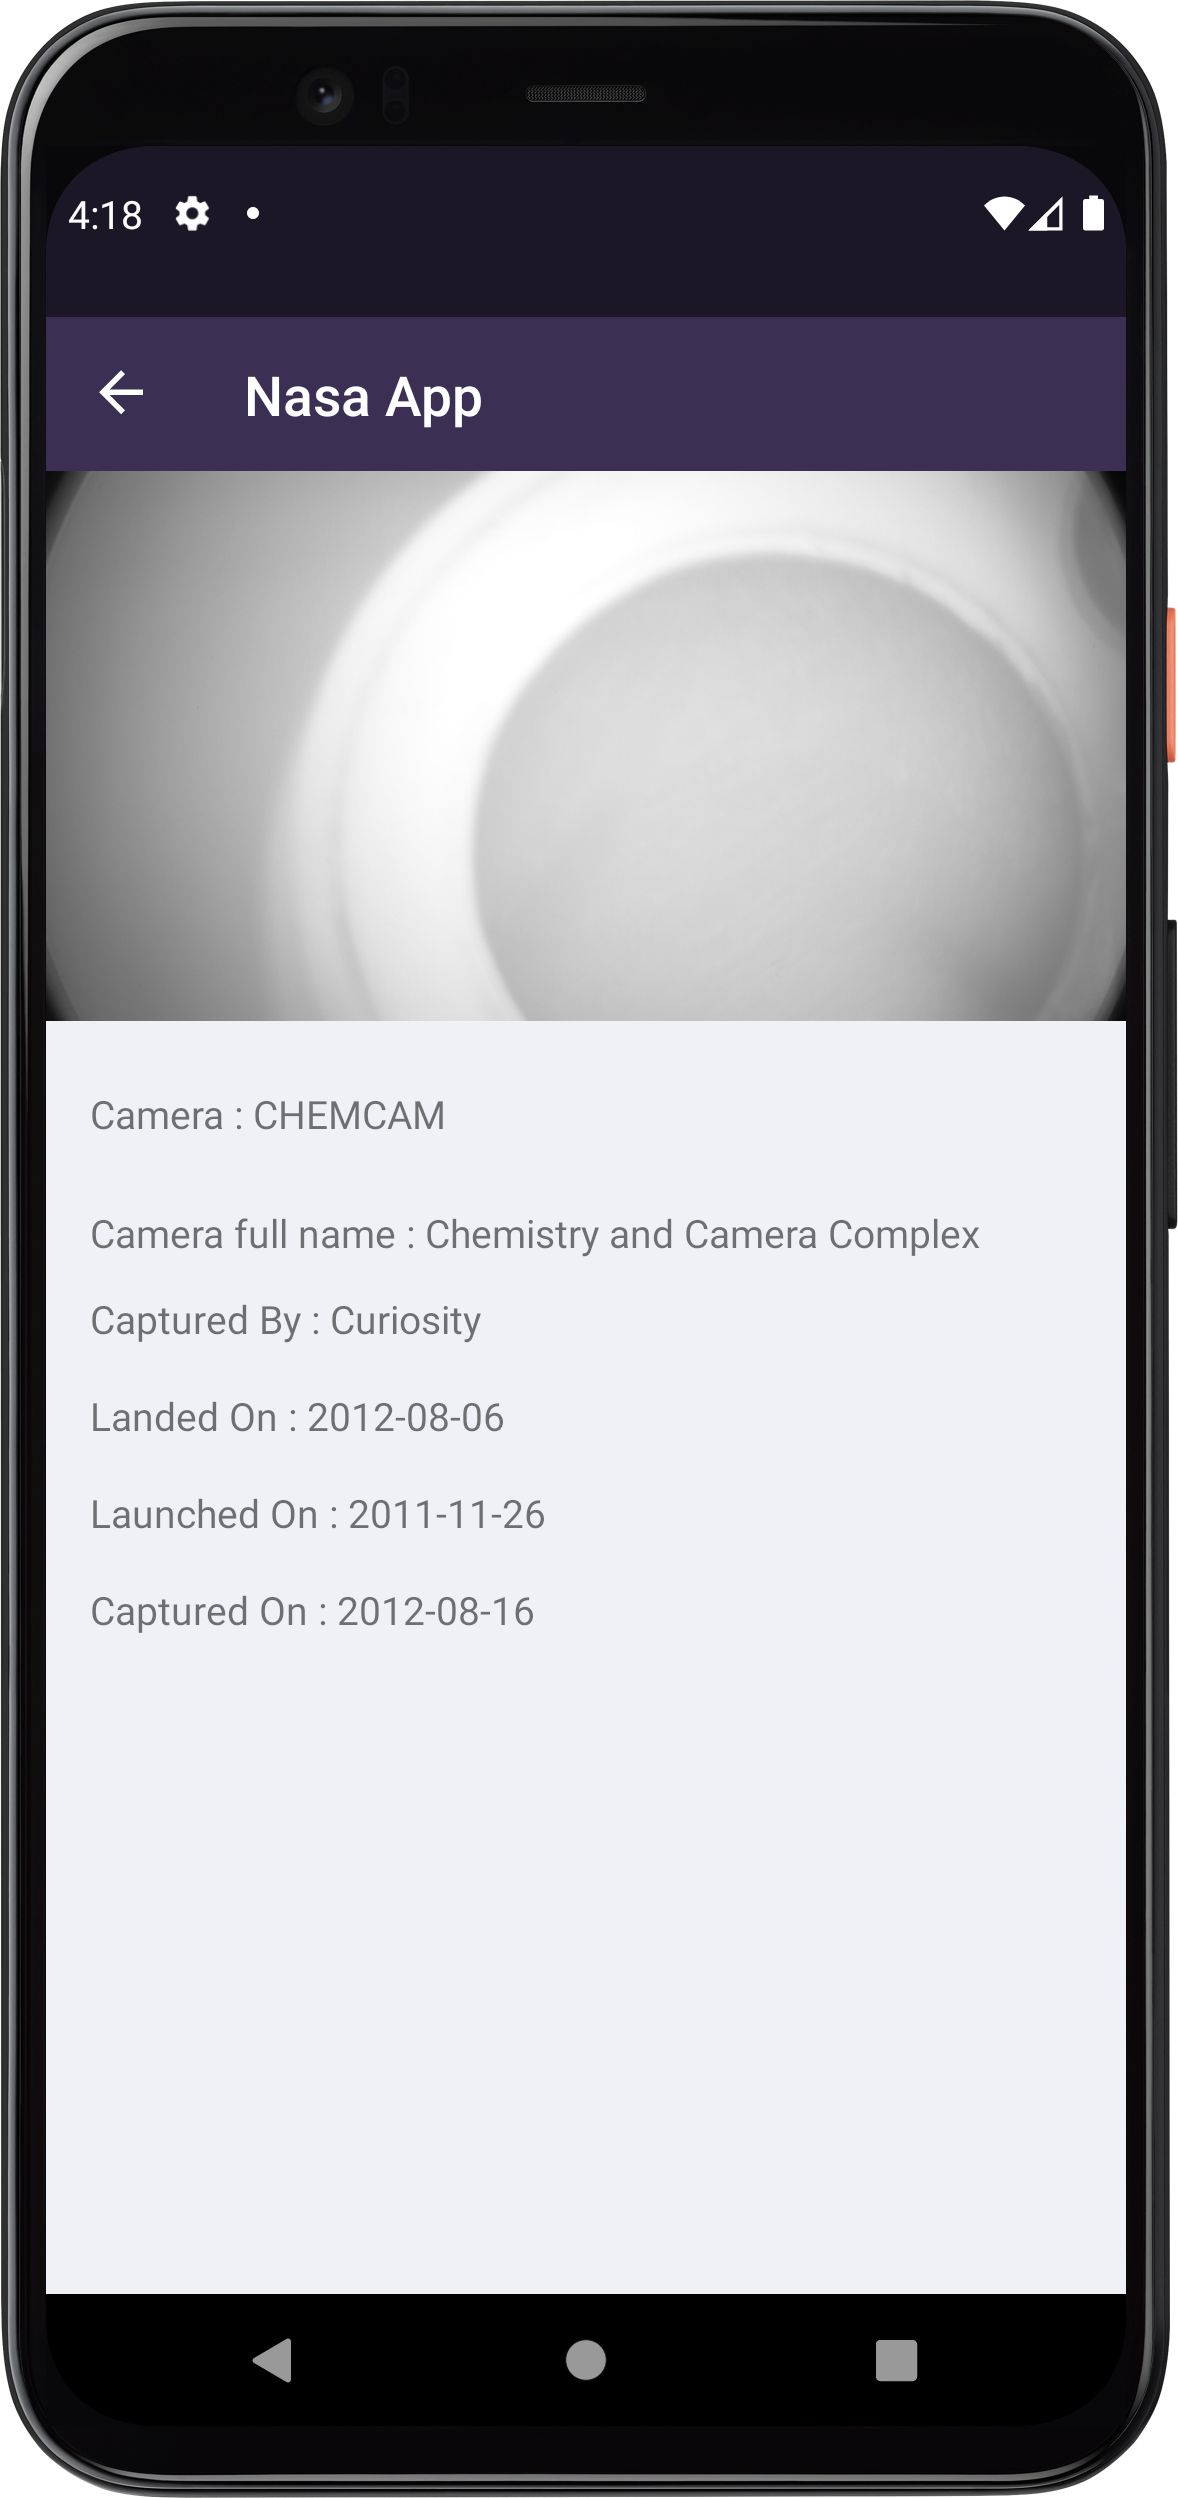 4:18
Nasa App
Camera : CHEMCAM
Camera full name : Chemistry and Camera Complex
Captured By : Curiosity
Landed On : 2012-08-06
Launched On : 2011-11-26
Captured On : 2012-08-16